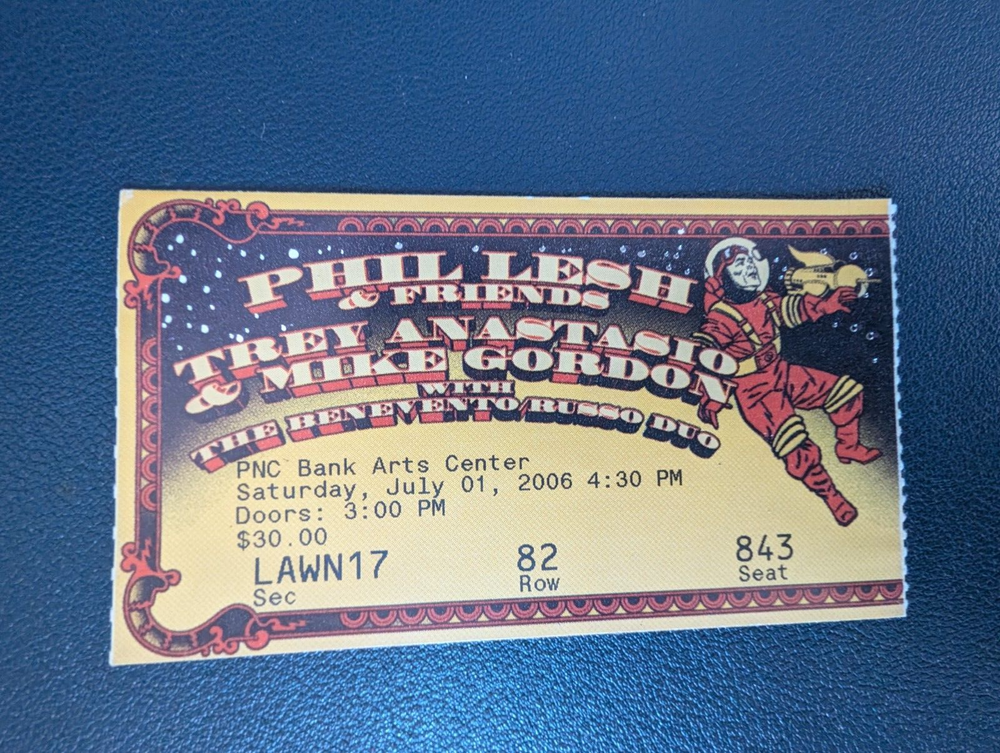 PHIL LESH
& FRIENDS
TREY ANASTASIO
& MIKE GORDON
WITH
THE BENEVENTO RUSSO DUO
PNC Bank Arts Center
Saturday, July 01, 2006 4:30 PM
Doors: 3:00 PM
$30.00
LAWN17 82 843
Sec Row Seat